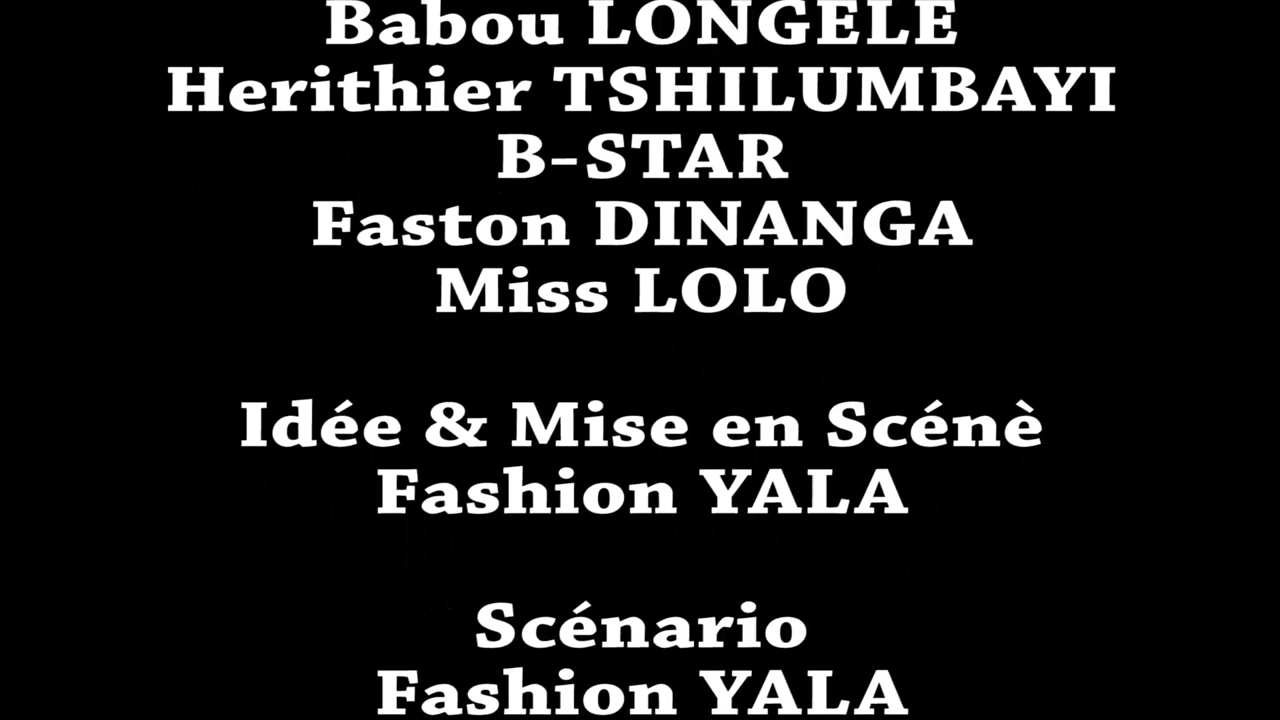 Babou LONGELE
Herithier TSHILUMBAYI
B-STAR
Faston DINANGA
Miss LOLO
Idée & Mise en Scénè
Fashion YALA
Scénario
Fashion YALA